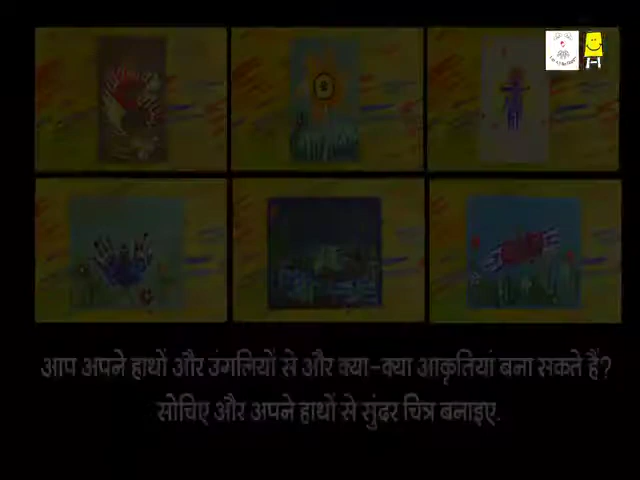 आप अपने हाथों और उंगलियों से और क्या-क्या आकृतियां बना सकते हैं?
सोचिए और अपने हाथों से सुंदर चित्र बनाइए.